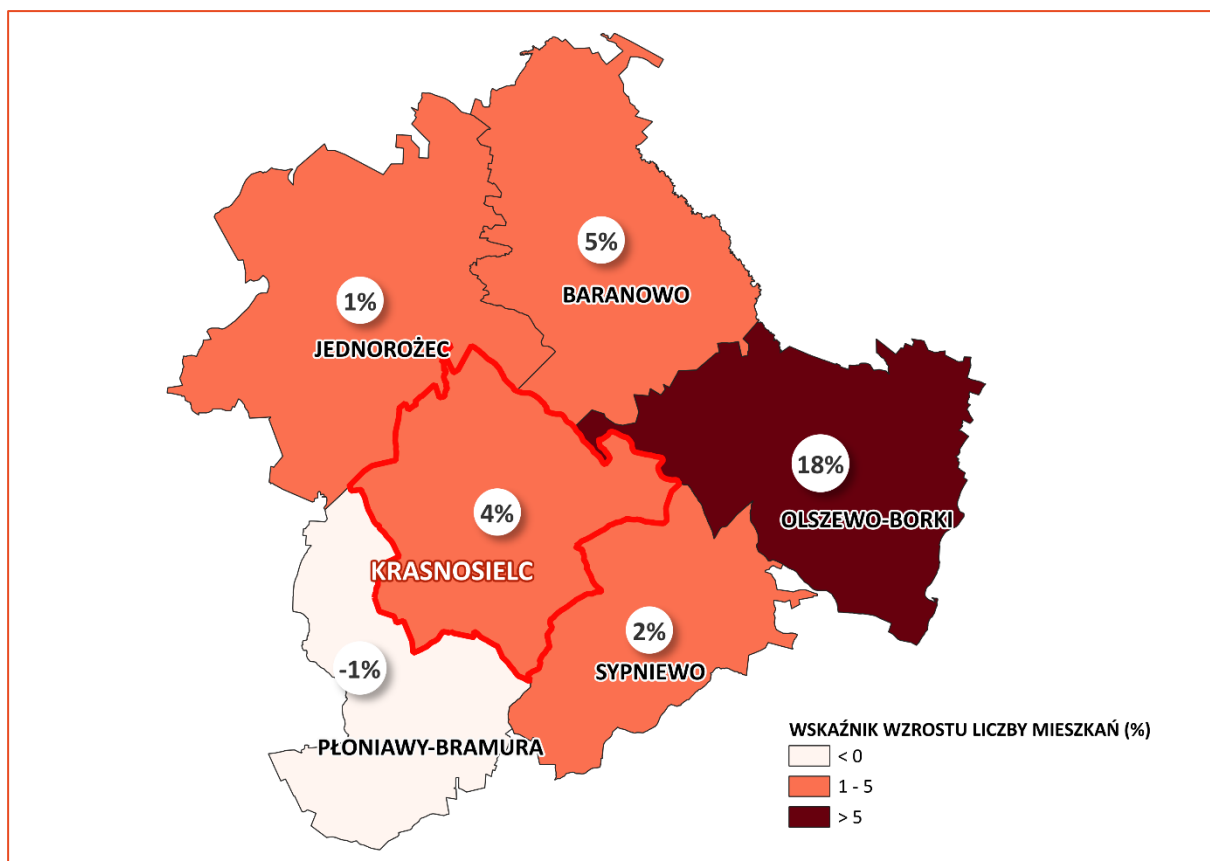 5%
BARANOWO
1%
JEDNOROŻEC
18%
OLSZEWO-BORKI
4%
KRASNOSIELC
2%
SYPNIEWO
-1%
PŁONIAWY-BRAMURA
WSKAŹNIK WZROSTU LICZBY MIESZKAŃ (%)
< 0
1 - 5
> 5